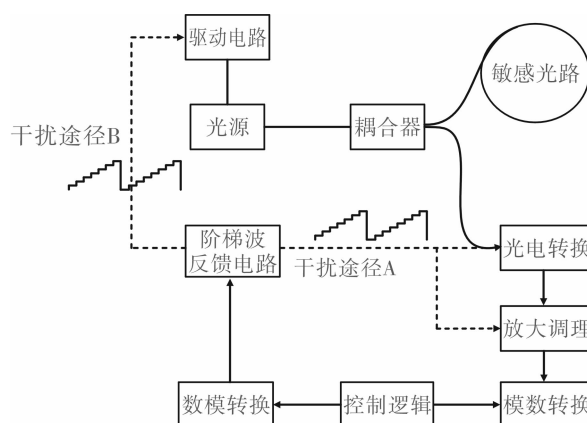 驱动电路
敏感光路
光源
耦合器
干扰途径B
阶梯波
反馈电路
干扰途径A
光电转换
放大调理
数模转换
控制逻辑
模数转换